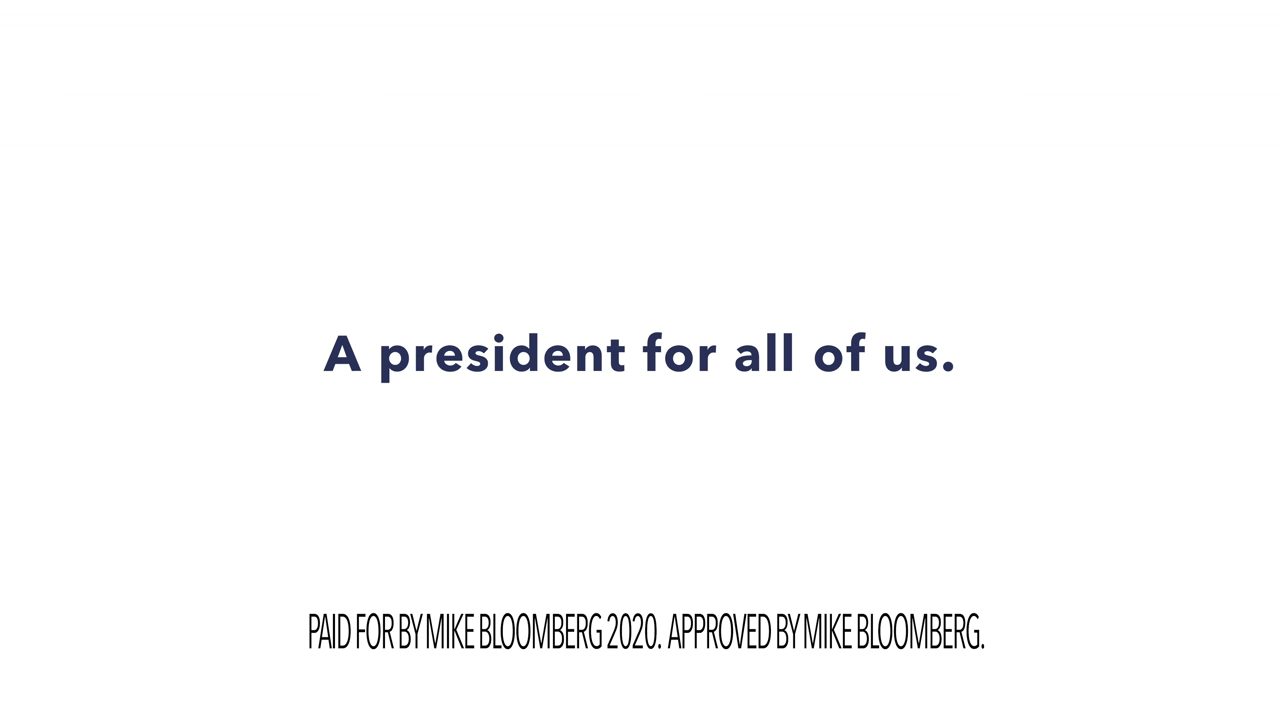 A president for all of us.
PAID FOR BY MIKE BLOOMBERG 2020. APPROVED BY MIKE BLOOMBERG.